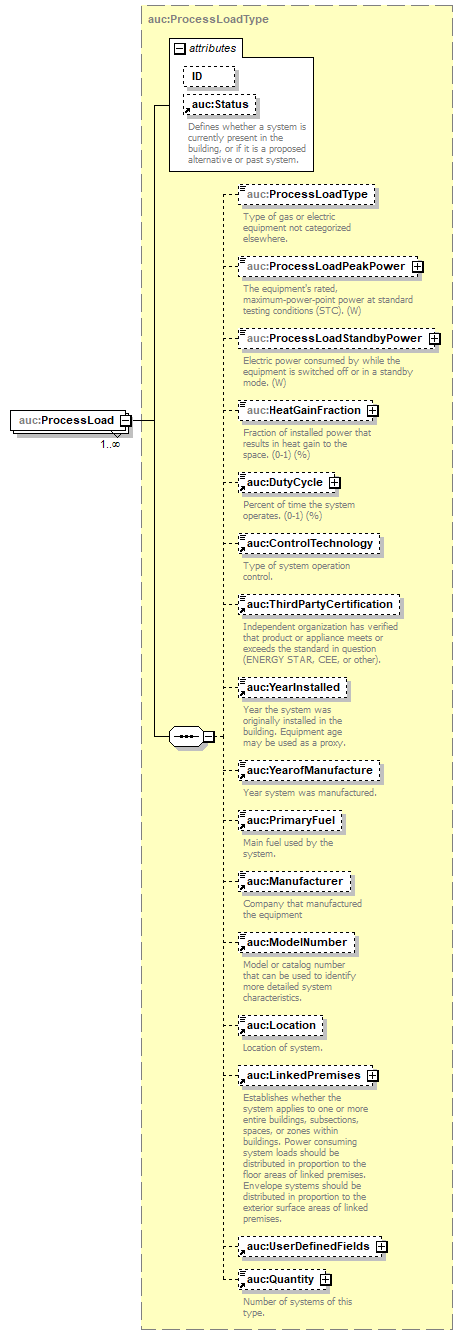 auc:ProcessLoadType
attributes
ID
auc:Status
Defines whether a system is
currently present in the
building, or if it is a proposed
alternative or past system.
auc:ProcessLoadType
Type of gas or electric
equipment not categorized
elsewhere.
auc:ProcessLoadPeakPower
The equipment's rated,
maximum-power-point power at standard
testing conditions (STC). (W)
auc:ProcessLoadStandbyPower
Electric power consumed by while the
equipment is switched off or in a standby
mode. (W)
auc:ProcessLoad
1..∞
auc:HeatGainFraction
Fraction of installed power that
results in heat gain to the
space. (0-1) (%)
auc:DutyCycle
Percent of time the system
operates. (0-1) (%)
auc:ControlTechnology
Type of system operation
control.
auc:ThirdPartyCertification
Independent organization has verified
that product or appliance meets or
exceeds the standard in question
(ENERGY STAR, CEE, or other).
auc:YearInstalled
Year the system was
originally installed in the
building. Equipment age
may be used as a proxy.
auc:YearofManufacture
Year system was manufactured.
auc:PrimaryFuel
Main fuel used by the
system.
auc:Manufacturer
Company that manufactured
the equipment
auc:ModelNumber
Model or catalog number
that can be used to identify
more detailed system
characteristics.
auc:Location
Location of system.
auc:LinkedPremises
Establishes whether the
system applies to one or more
entire buildings, subsections,
spaces, or zones within
buildings. Power consuming
system loads should be
distributed in proportion to the
floor areas of linked premises.
Envelope systems should be
distributed in proportion to the
exterior surface areas of linked
premises.
auc:UserDefinedFields
auc:Quantity
Number of systems of this
type.